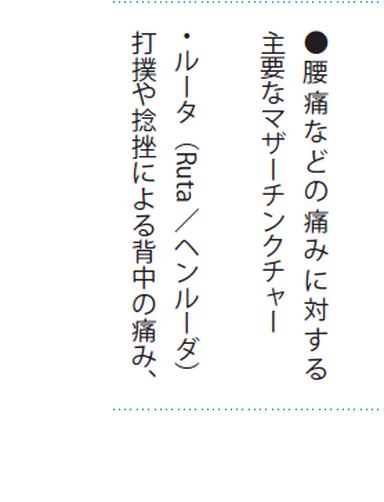 ●腰痛などの痛みに対する
主要なマザーチンクチャー
・ルータ（Ruta／ヘンルーダ）
打撲や捻挫による背中の痛み、